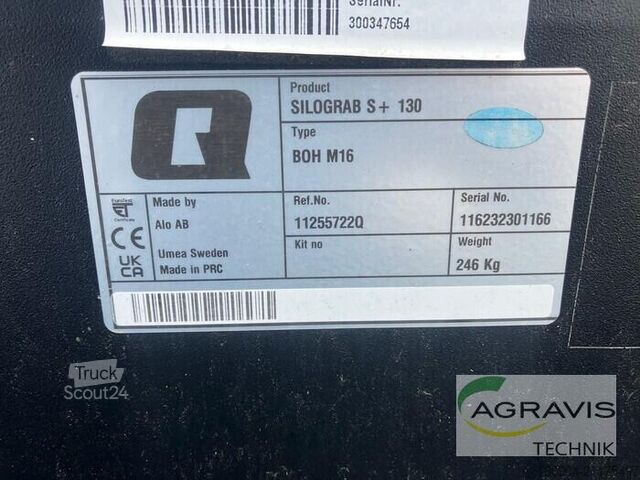 SerialNr.
300347654
Product
SILOGRAB S+ 130
Type
BOH M16
Made by
Alo AB
Ref.No.
11255722Q
Serial No.
116232301166
Umea Sweden
Made in PRC
Kit no
Weight
246 Kg
CE
UK
CA
Truck
Scout24
AGRAVIS
TECHNIK